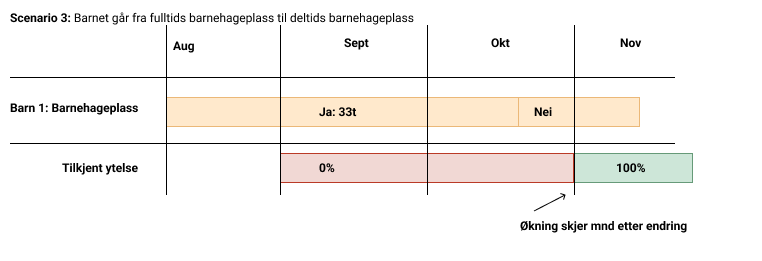 Scenario 3: Barnet går fra fulltids barnehageplass til deltids barnehageplass
Aug Sept Okt Nov
Barn 1: Barnehageplass Ja: 33t Nei
Tilkjent ytelse 0% 100%
Økning skjer mnd etter endring